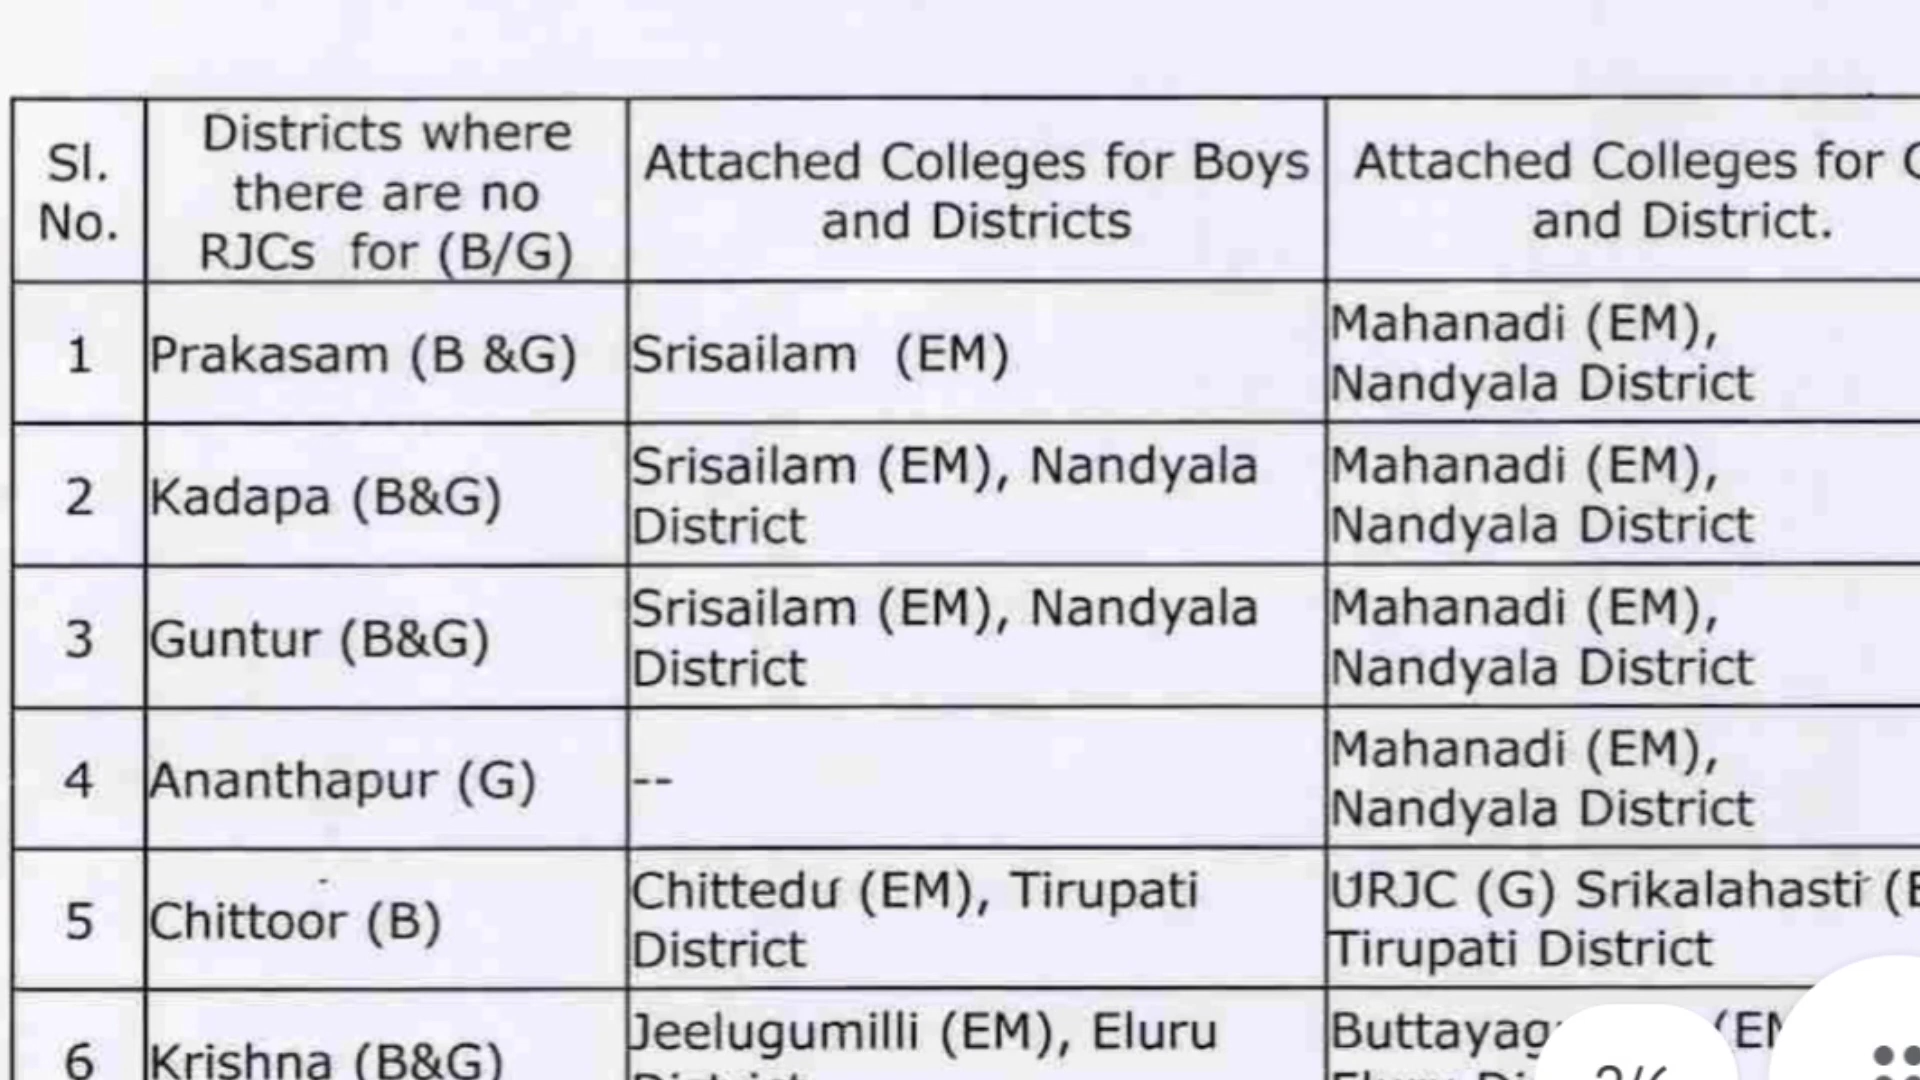 Sl.
No.
Districts where
there are no
RJCs for (B/G)
Attached Colleges for Boys
and Districts
Attached Colleges for
and District.
1
Prakasam (B &G)
Srisailam (EM)
Mahanadi (EM),
Nandyala District
2
Kadapa (B&G)
Srisailam (EM), Nandyala
District
Mahanadi (EM),
Nandyala District
3
Guntur (B&G)
Srisailam (EM), Nandyala
District
Mahanadi (EM),
Nandyala District
4
Ananthapur (G)
--
Mahanadi (EM),
Nandyala District
5
Chittoor (B)
Chittedu (EM), Tirupati
District
URJC (G) Srikalahasti
Tirupati District
6
Krishna (B&G)
Jeelugumilli (EM), Eluru